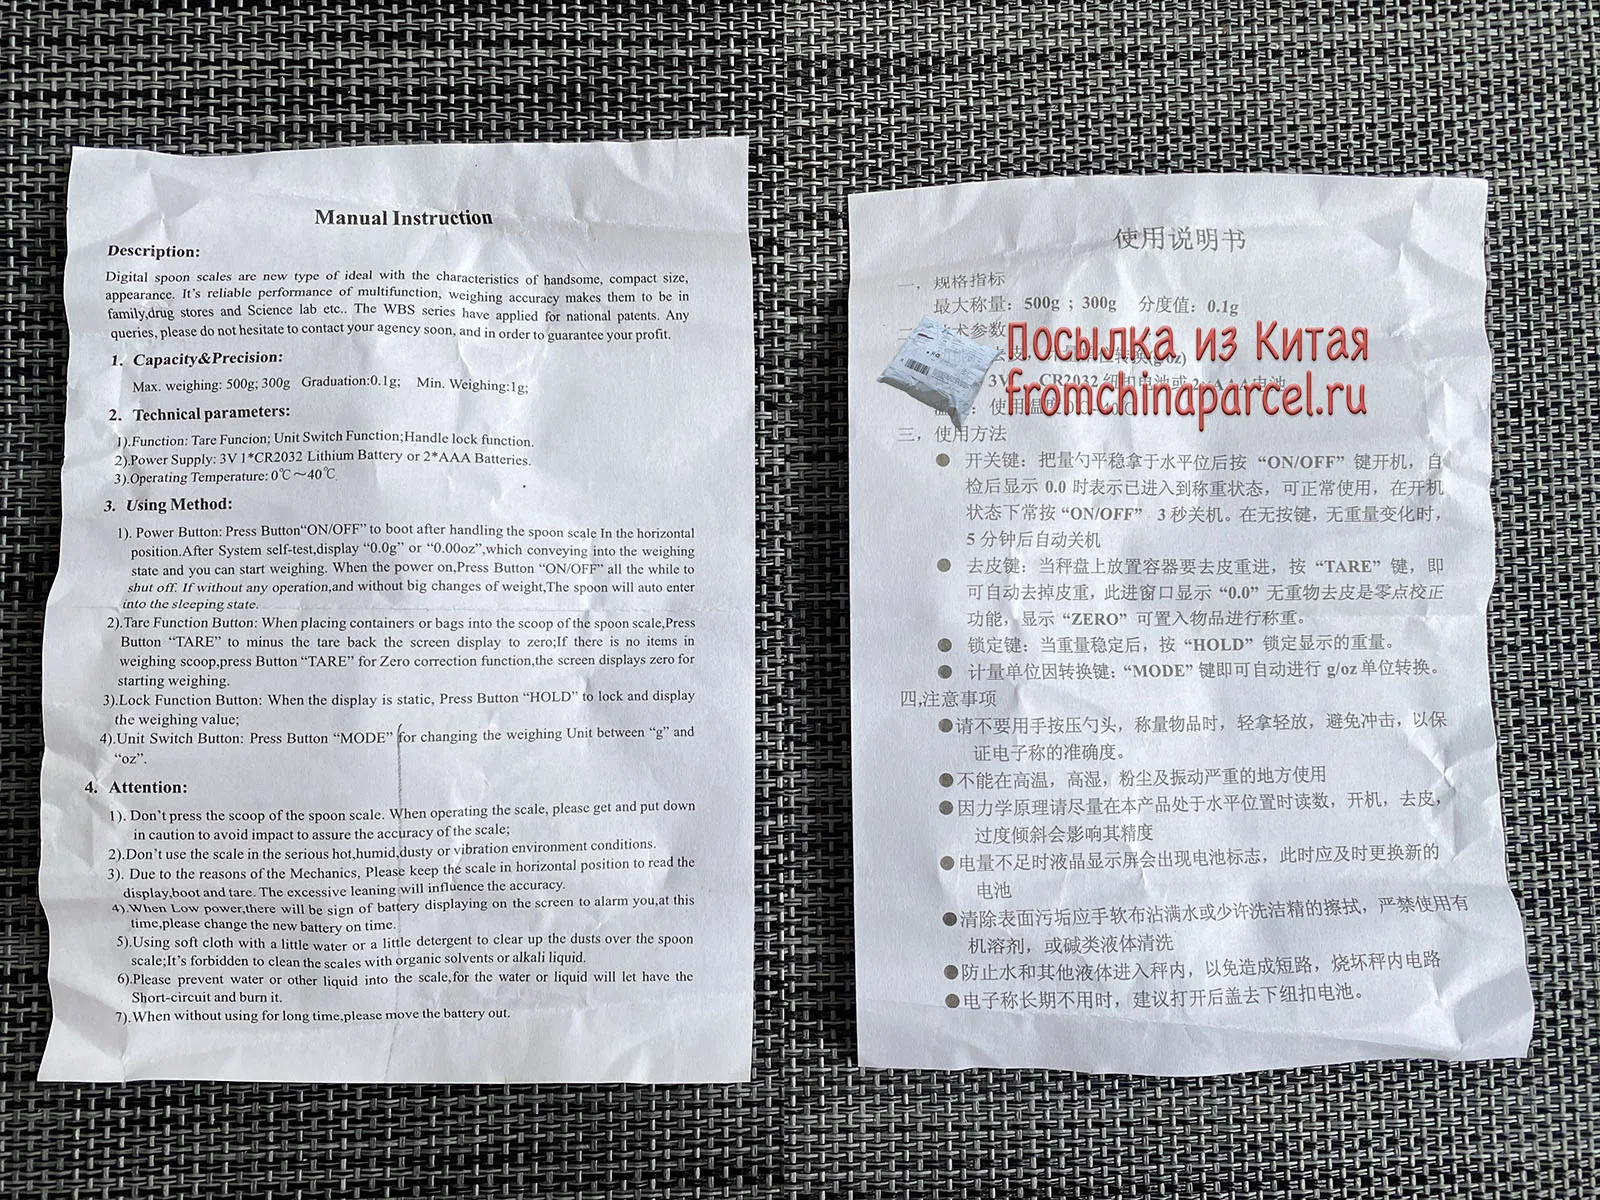 Manual Instruction
Description:
Digital spoon scales are new type of ideal with the characteristics of handsome, compact size,
appearance. It's reliable performance of multifunction, weighing accuracy makes them to be in
family,drug stores and Science lab etc.. The WBS series have applied for national patents. Any
queries, please do not hesitate to contact your agency soon, and in order to guarantee your profit.
1. Capacity&Precision:
Max. weighing: 500g; 300g Graduation:0.1g; Min. Weighing:1g;
2. Technical parameters:
1).Function: Tare Funcion; Unit Switch Function;Handle lock function.
2).Power Supply: 3V 1*CR2032 Lithium Battery or 2*AAA Batteries.
3).Operating Temperature: 0℃～40℃.
3. Using Method:
1). Power Button: Press Button“ON/OFF” to boot after handling the spoon scale In the horizontal
position.After System self-test,display “0.0g” or “0.00oz”,which conveying into the weighing
state and you can start weighing. When the power on,Press Button “ON/OFF” all the while to
shut off. If without any operation,and without big changes of weight,The spoon will auto enter
into the sleeping state.
2).Tare Function Button: When placing containers or bags into the scoop of the spoon scale,Press
Button “TARE” to minus the tare back the screen display to zero;If there is no items in
weighing scoop,press Button “TARE” for Zero correction function,the screen displays zero for
starting weighing.
3).Lock Function Button: When the display is static, Press Button “HOLD” to lock and display
the weighing value;
4).Unit Switch Button: Press Button “MODE” for changing the weighing Unit between “g” and
“oz”.
4. Attention:
1). Don't press the scoop of the spoon scale. When operating the scale, please get and put down
in caution to avoid impact to assure the accuracy of the scale;
2).Don't use the scale in the serious hot,humid,dusty or vibration environment conditions.
3). Due to the reasons of the Mechanics, Please keep the scale in horizontal position to read the
display,boot and tare. The excessive leaning will influence the accuracy.
4).When Low power,there will be sign of battery displaying on the screen to alarm you,at this
time,please change the new battery on time.
5).Using soft cloth with a little water or a little detergent to clear up the dusts over the spoon
scale;It's forbidden to clean the scales with organic solvents or alkali liquid.
6).Please prevent water or other liquid into the scale,for the water or liquid will let have the
Short-circuit and burn it.
7).When without using for long time,please move the battery out.
使用说明书
一，规格指标
最大称量：500g ; 300g 分度值：0.1g
术参数
去皮，
Посылка из Китая
3V CR2032
fromchinaparcel.ru
使用温度
三，使用方法
● 开关键：把量勺平稳拿于水平位后按 “ON/OFF” 键开机，自
检后显示 0.0 时表示已进入到称重状态，可正常使用，在开机
状态下常按 “ON/OFF” 3 秒关机。在无按键，无重量变化时，
5 分钟后自动关机
● 去皮键：当秤盘上放置容器要去皮重进，按 “TARE” 键，即
可自动去掉皮重，此进窗口显示 “0.0” 无重物去皮是零点校正
功能，显示 “ZERO” 可置入物品进行称重。
● 锁定键：当重量稳定后，按 “HOLD” 锁定显示的重量。
● 计量单位因转换键：“MODE” 键即可自动进行 g/oz 单位转换。
四,注意事项
●请不要用手按压勺头，称量物品时，轻拿轻放，避免冲击，以保
证电子称的准确度。
●不能在高温，高湿，粉尘及振动严重的地方使用
●因力学原理请尽量在本产品处于水平位置时读数，开机，去皮，
过度倾斜会影响其精度
●电量不足时液晶显示屏会出现电池标志，此时应及时更换新的
电池
●清除表面污垢应手软布沾满水或少许洗洁精的擦拭，严禁使用有
机溶剂，或碱类液体清洗
●防止水和其他液体进入秤内，以免造成短路，烧坏秤内电路
●电子称长期不用时，建议打开后盖去下纽扣电池。